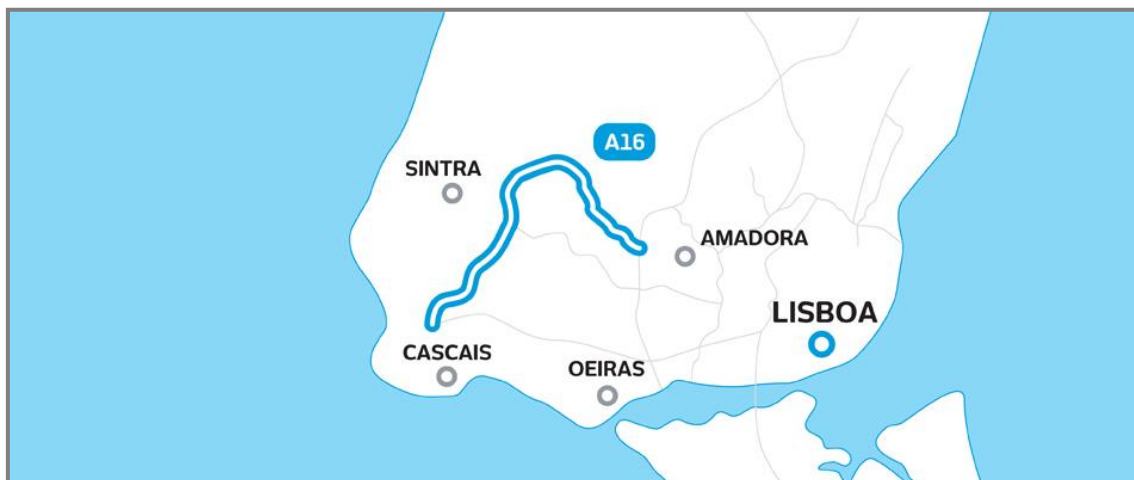 A16
SINTRA
AMADORA
LISBOA
CASCAIS
OEIRAS